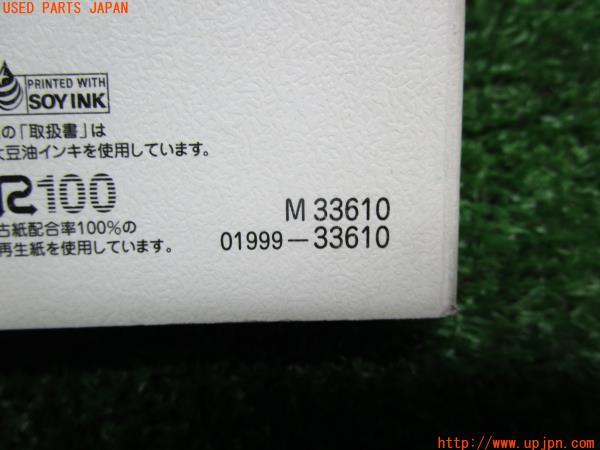 USED PARTS JAPAN
PRINTED WITH
SOY INK
の「取扱書」は
大豆油インキを使用しています。
R100
古紙配合率100%の
再生紙を使用しています。
M 33610
01999-33610
http://www.upjpn.com/